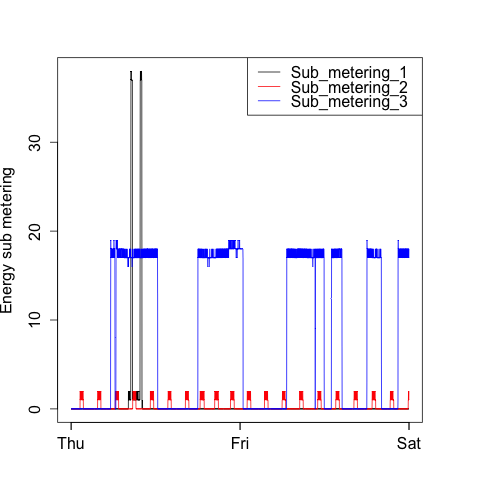 Sub_metering_1
Sub_metering_2
Sub_metering_3
Energy sub metering
30
20
10
0
Thu Fri Sat